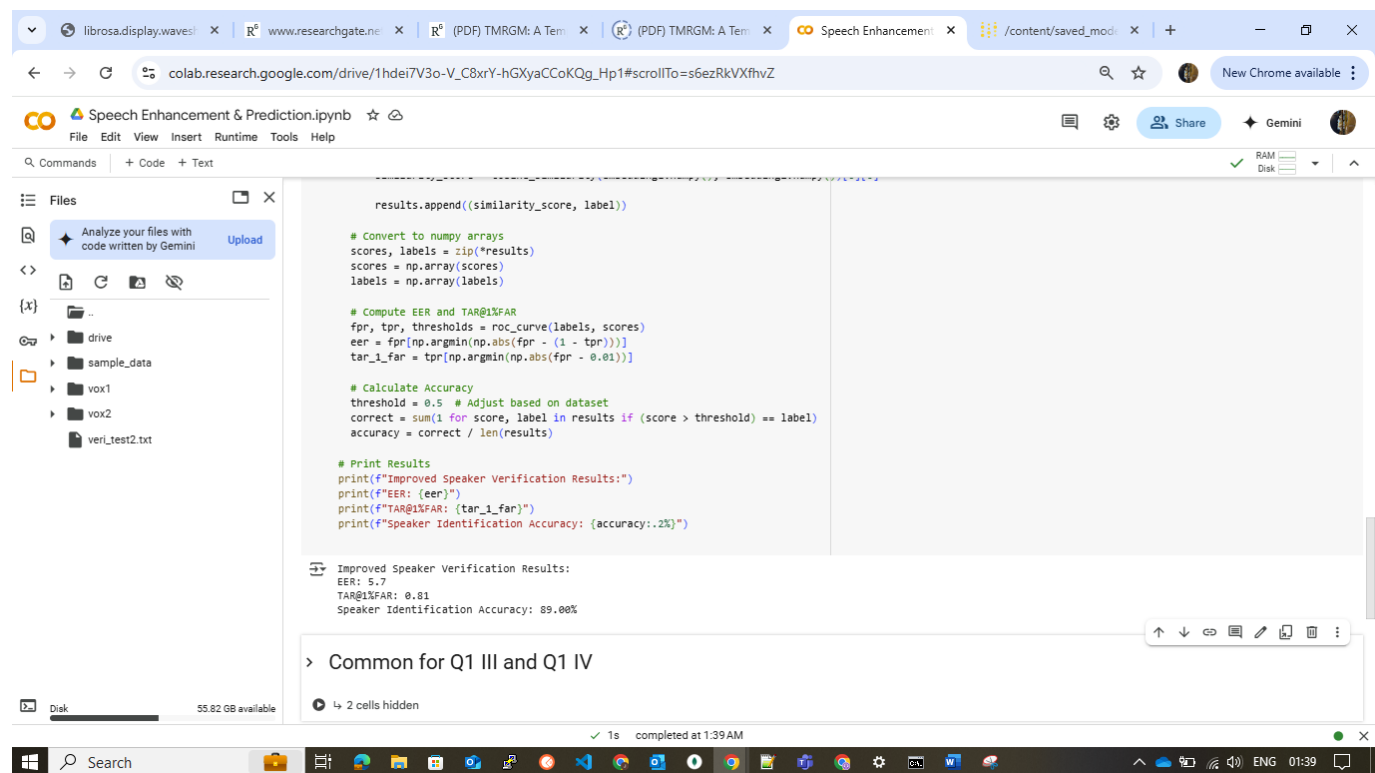 librosa.display.wavesh
www.researchgate.ne
(PDF) TMRGM: A Tem
(PDF) TMRGM: A Tem
Speech Enhancement
/content/saved_mode
colab.research.google.com/drive/1hdei7V3o-V_C8xrY-hGXyaCCoKQg_Hp1#scrollTo=s6ezRkVXfhvZ
New Chrome available
Speech Enhancement & Prediction.ipynb
File Edit View Insert Runtime Tools Help
Share
Gemini
Commands + Code + Text
RAM
Disk
Files
Analyze your files with
code written by Gemini
Upload
..
drive
sample_data
vox1
vox2
veri_test2.txt
Disk 55.82 GB available
results.append((similarity_score, label))
# Convert to numpy arrays
scores, labels = zip(*results)
scores = np.array(scores)
labels = np.array(labels)
# Compute EER and TAR@1%FAR
fpr, tpr, thresholds = roc_curve(labels, scores)
eer = fpr[np.argmin(np.abs(fpr - (1 - tpr)))]
tar_1_far = tpr[np.argmin(np.abs(fpr - 0.01))]
# Calculate Accuracy
threshold = 0.5 # Adjust based on dataset
correct = sum(1 for score, label in results if (score > threshold) == label)
accuracy = correct / len(results)
# Print Results
print(f"Improved Speaker Verification Results:")
print(f"EER: {eer}")
print(f"TAR@1%FAR: {tar_1_far}")
print(f"Speaker Identification Accuracy: {accuracy:.2%}")
Improved Speaker Verification Results:
EER: 5.7
TAR@1%FAR: 0.81
Speaker Identification Accuracy: 89.00%
Common for Q1 III and Q1 IV
2 cells hidden
1s completed at 1:39 AM
Search
ENG 01:39